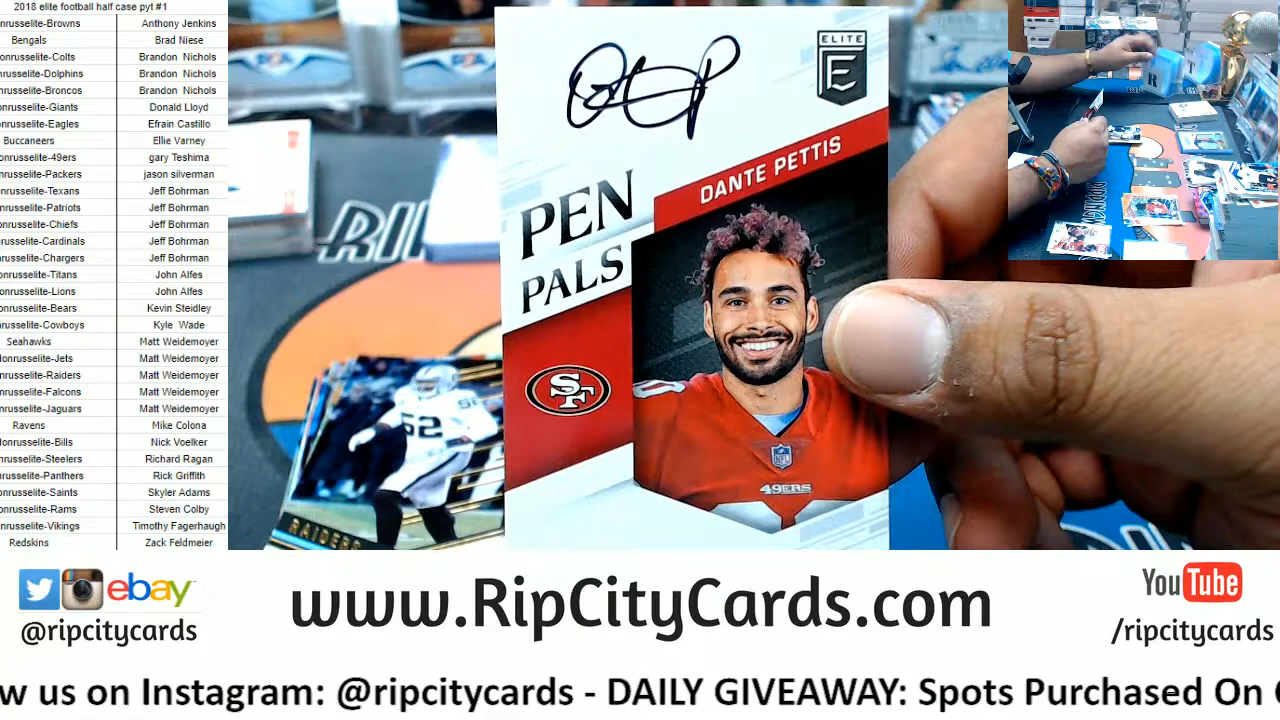 2018 elite football half case pyt #1
nrusselite-Browns Anthony Jenkins
Bengals Brad Niese
onrusselite-Colts Brandon Nichols
nrusselite-Dolphins Brandon Nichols
nrusselite-Broncos Brandon Nichols
onrusselite-Giants Donald Lloyd
nrusselite-Eagles Efrain Castillo
Buccaneers Ellie Varney
onrusselite-49ers gary Teshima
nrusselite-Packers jason silverman
onrusselite-Texans Jeff Bohrman
nrusselite-Patriots Jeff Bohrman
onrusselite-Chiefs Jeff Bohrman
nrusselite-Cardinals Jeff Bohrman
nrusselite-Chargers Jeff Bohrman
onrusselite-Titans John Alfes
onrusselite-Lions John Alfes
onrusselite-Bears Kevin Steidley
nrusselite-Cowboys Kyle Wade
Seahawks Matt Weidemoyer
onrusselite-Jets Matt Weidemoyer
nrusselite-Raiders Matt Weidemoyer
nrusselite-Falcons Matt Weidemoyer
nrusselite-Jaguars Matt Weidemoyer
Ravens Mike Colona
onrusselite-Bills Nick Voelker
nrusselite-Steelers Richard Ragan
nrusselite-Panthers Rick Griffith
onrusselite-Saints Skyler Adams
onrusselite-Rams Steven Colby
nrusselite-Vikings Timothy Fagerhaugh
Redskins Zack Feldmeier
ELITE
E
DANTE PETTIS
PEN
PALS
SF
NFL
49ERS
RI
52
RAIDERS
R T
ebay
@ripcitycards
www.RipCityCards.com
YouTube
/ripcitycards
w us on Instagram: @ripcitycards - DAILY GIVEAWAY: Spots Purchased On